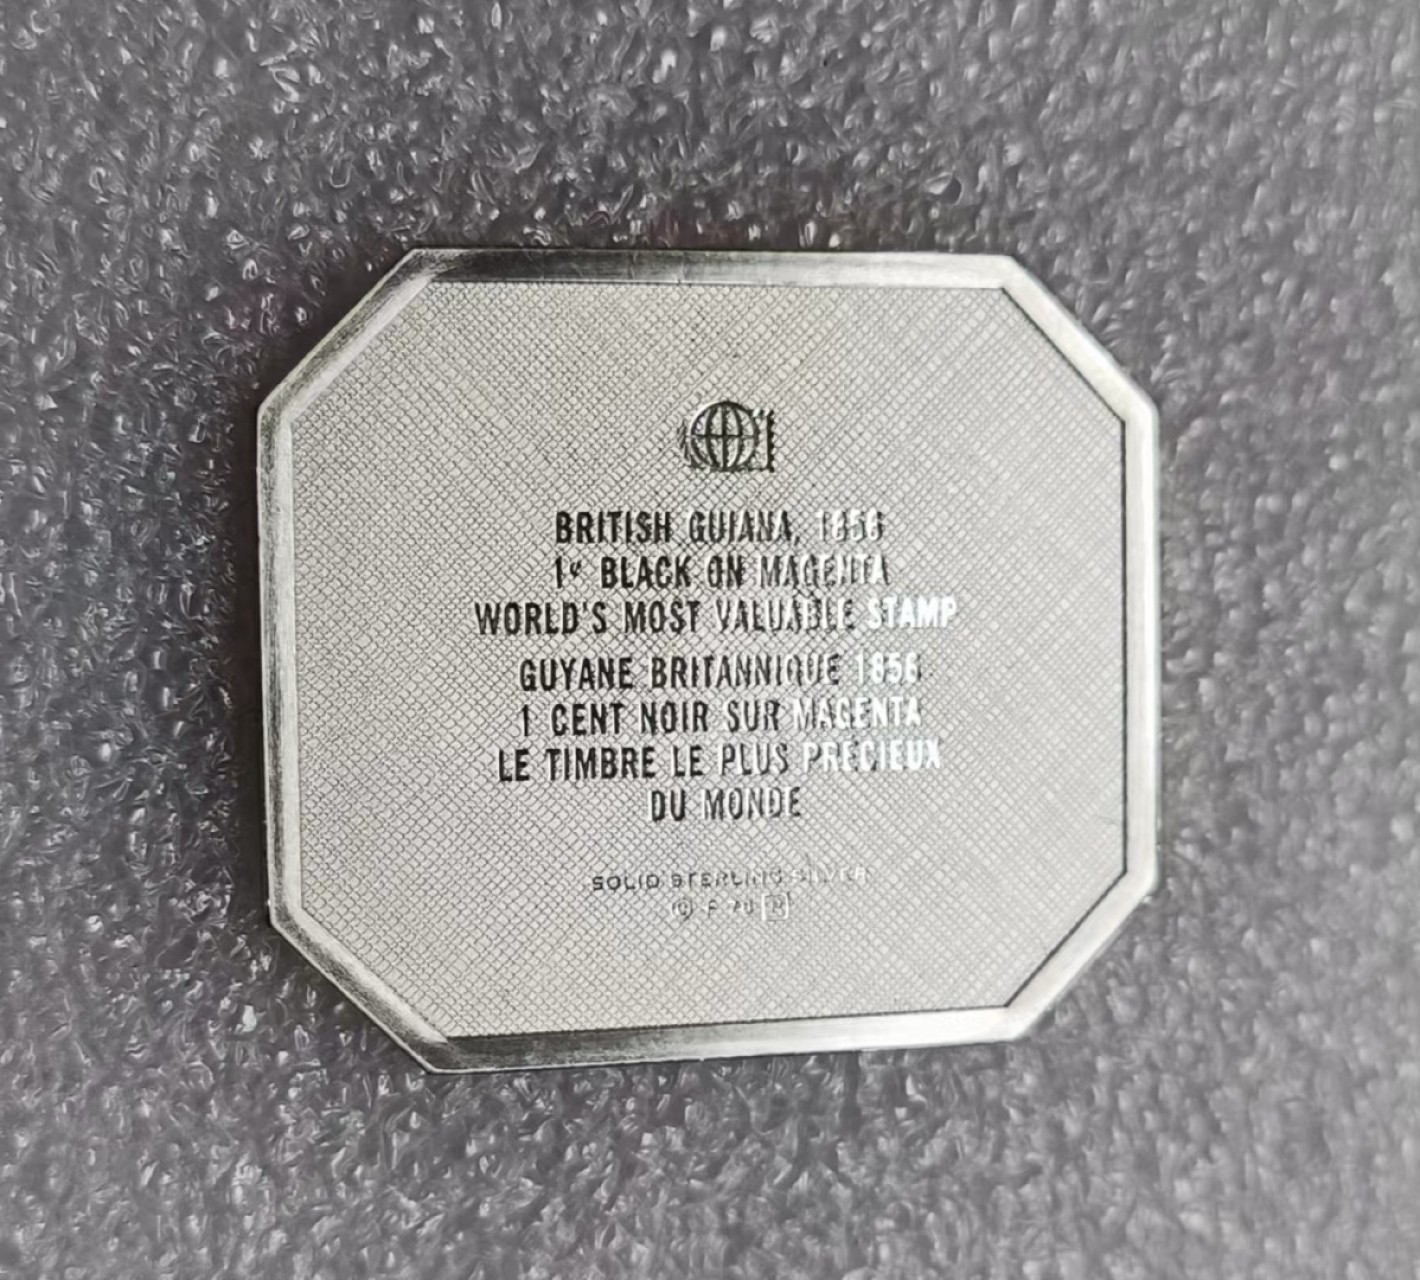 BRITISH GUIANA, 1856
1¢ BLACK ON MAGENTA
WORLD'S MOST VALUABLE STAMP
GUYANE BRITANNIQUE 1856
1 CENT NOIR SUR MAGENTA
LE TIMBRE LE PLUS PRÉCIEUX
DU MONDE
SOLID STERLING SILVER
©